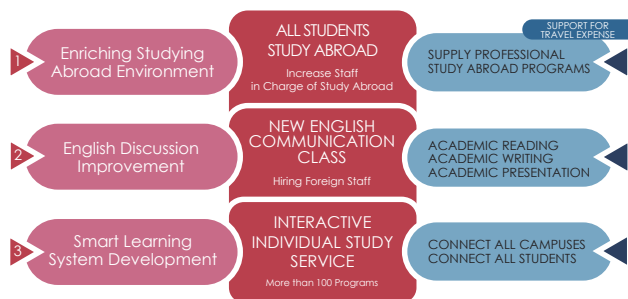 1
Enriching Studying
Abroad Environment
ALL STUDENTS
STUDY ABROAD
Increase Staff
in Charge of Study Abroad
SUPPORT FOR
TRAVEL EXPENSE
SUPPLY PROFESSIONAL
STUDY ABROAD PROGRAMS
2
English Discussion
Improvement
NEW ENGLISH
COMMUNICATION
CLASS
Hiring Foreign Staff
ACADEMIC READING
ACADEMIC WRITING
ACADEMIC PRESENTATION
3
Smart Learning
System Development
INTERACTIVE
INDIVIDUAL STUDY
SERVICE
More than 100 Programs
CONNECT ALL CAMPUSES
CONNECT ALL STUDENTS